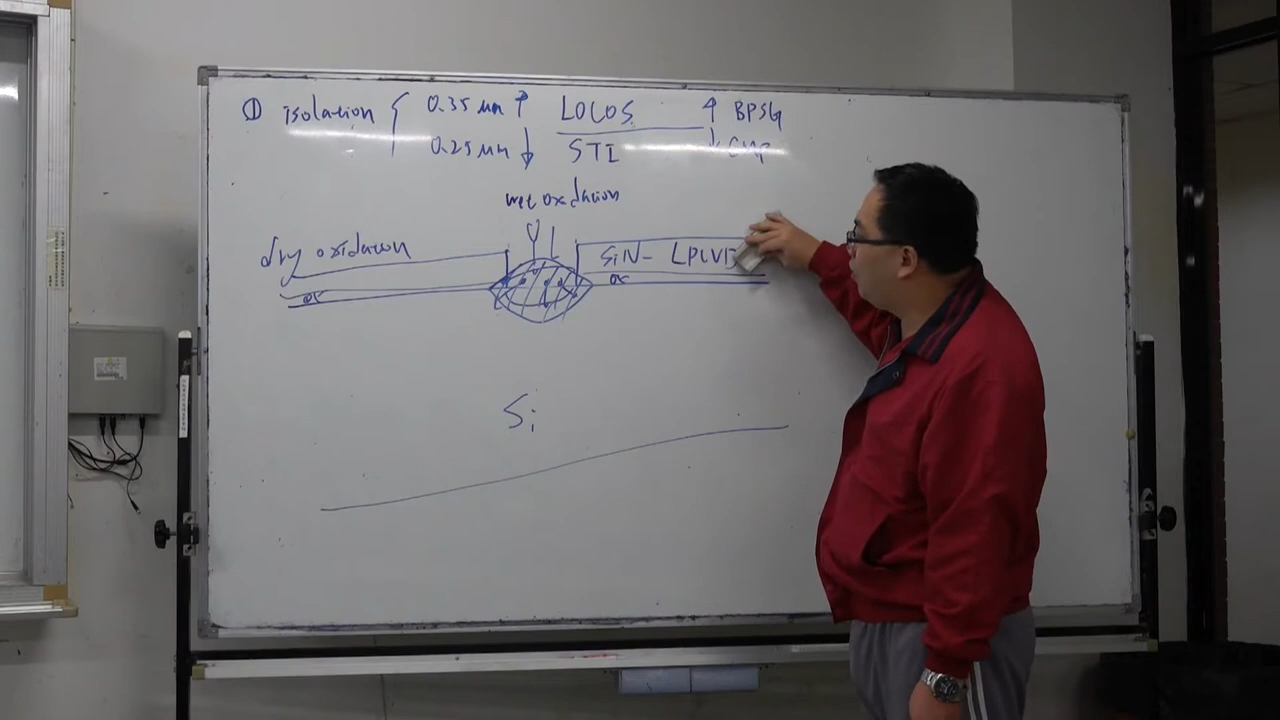 ① isolation { 0.35 um ↑ LOCOS ↑ BPSG
0.25 um ↓ STI ↓ CMP
wet oxidation
dry oxidation SiN- LPCVD
ox ox
Si